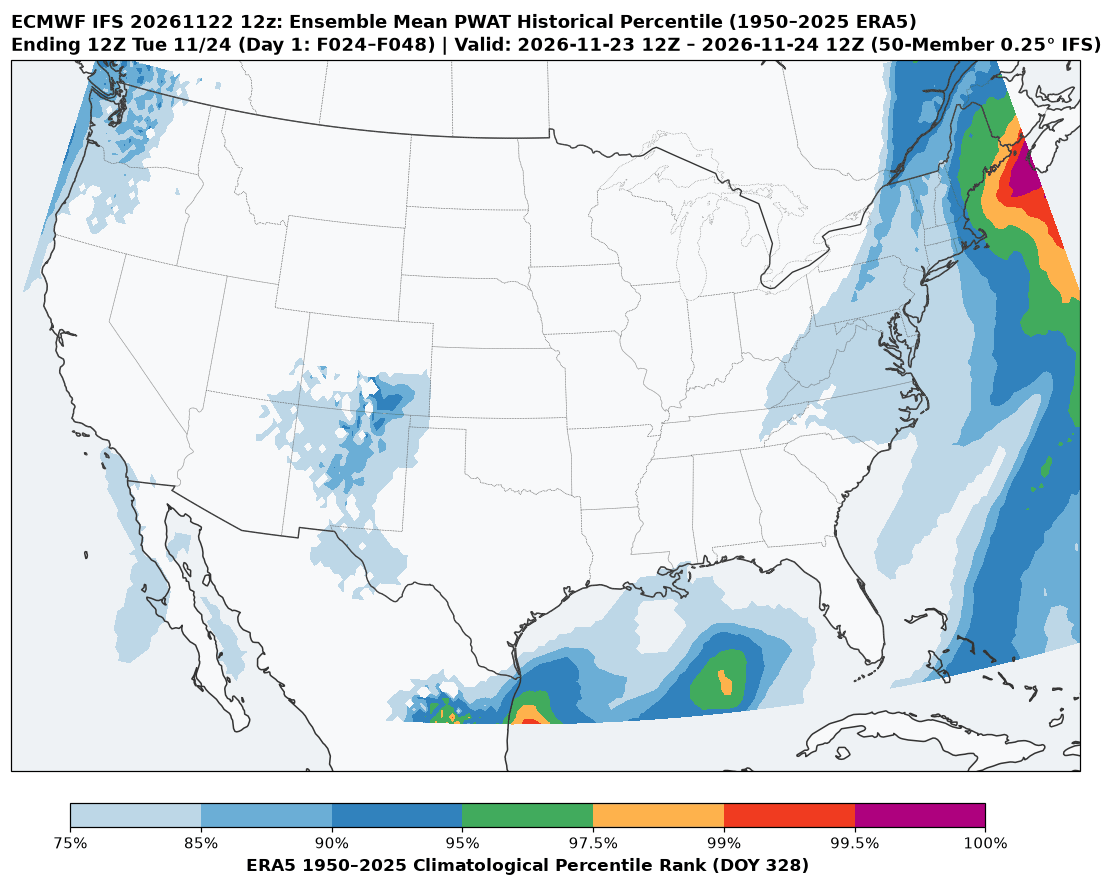 ECMWF IFS 20261122 12z: Ensemble Mean PWAT Historical Percentile (1950–2025 ERA5)
Ending 12Z Tue 11/24 (Day 1: F024–F048) | Valid: 2026-11-23 12Z – 2026-11-24 12Z (50-Member 0.25° IFS)
75% 85% 90% 95% 97.5% 99% 99.5% 100%
ERA5 1950–2025 Climatological Percentile Rank (DOY 328)